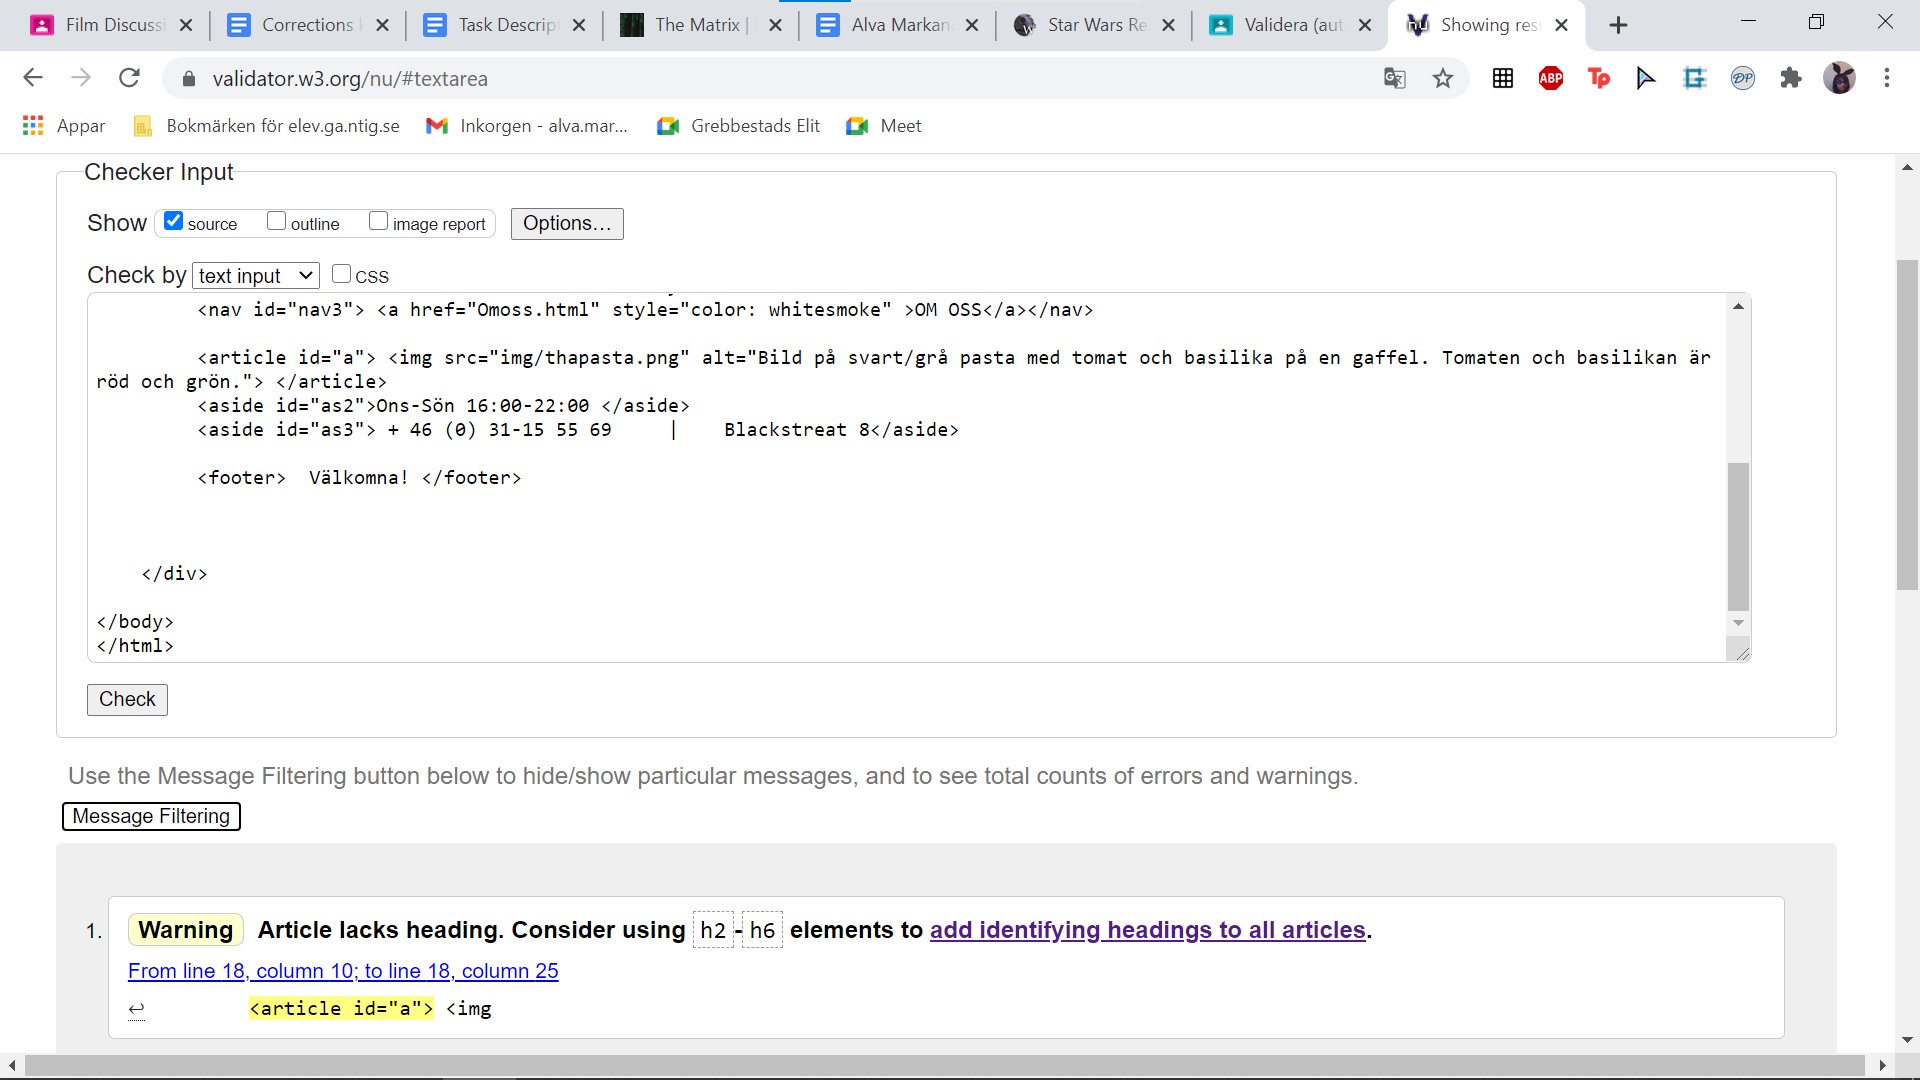 Film Discussi
Corrections
Task Descrip
The Matrix |
Alva Markan
Star Wars Re
Validera (aut
Showing res
validator.w3.org/nu/#textarea
ABP
Tp
DP
Appar
Bokmärken för elev.ga.ntig.se
Inkorgen - alva.mar...
Grebbestads Elit
Meet
Checker Input
Show source outline image report Options...
Check by text input CSS
<nav id="nav3"> <a href="Omoss.html" style="color: whitesmoke" >OM OSS</a></nav>
<article id="a"> <img src="img/thapasta.png" alt="Bild på svart/grå pasta med tomat och basilika på en gaffel. Tomaten och basilikan är
röd och grön."> </article>
<aside id="as2">Ons-Sön 16:00-22:00 </aside>
<aside id="as3"> + 46 (0) 31-15 55 69 | Blackstreat 8</aside>
<footer> Välkomna! </footer>
</div>
</body>
</html>
Check
Use the Message Filtering button below to hide/show particular messages, and to see total counts of errors and warnings.
Message Filtering
1. Warning Article lacks heading. Consider using h2-h6 elements to add identifying headings to all articles.
From line 18, column 10; to line 18, column 25
↩ <article id="a"> <img